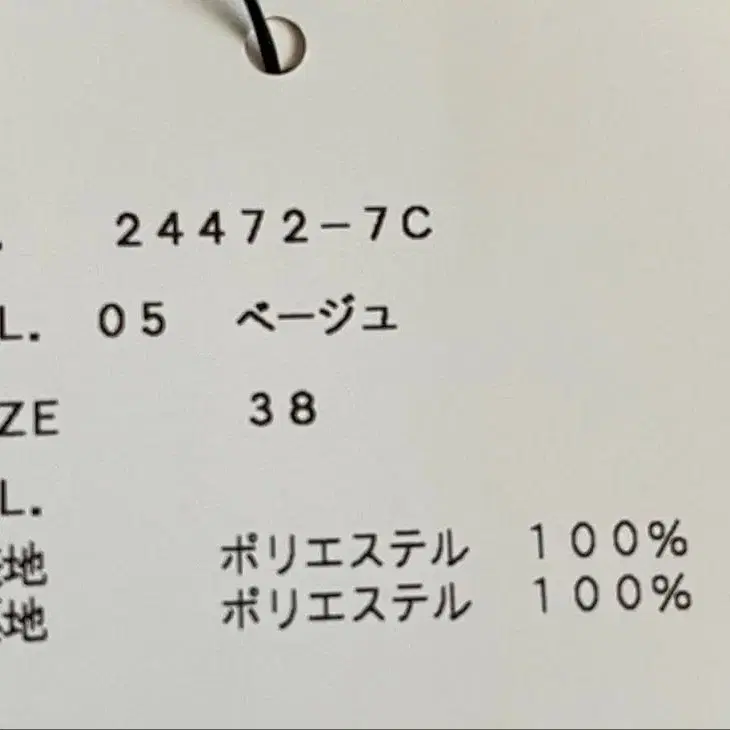 24472-7C
L. 05 ベージュ
ZE 38
L.
地 ポリエステル 100%
地 ポリエステル 100%